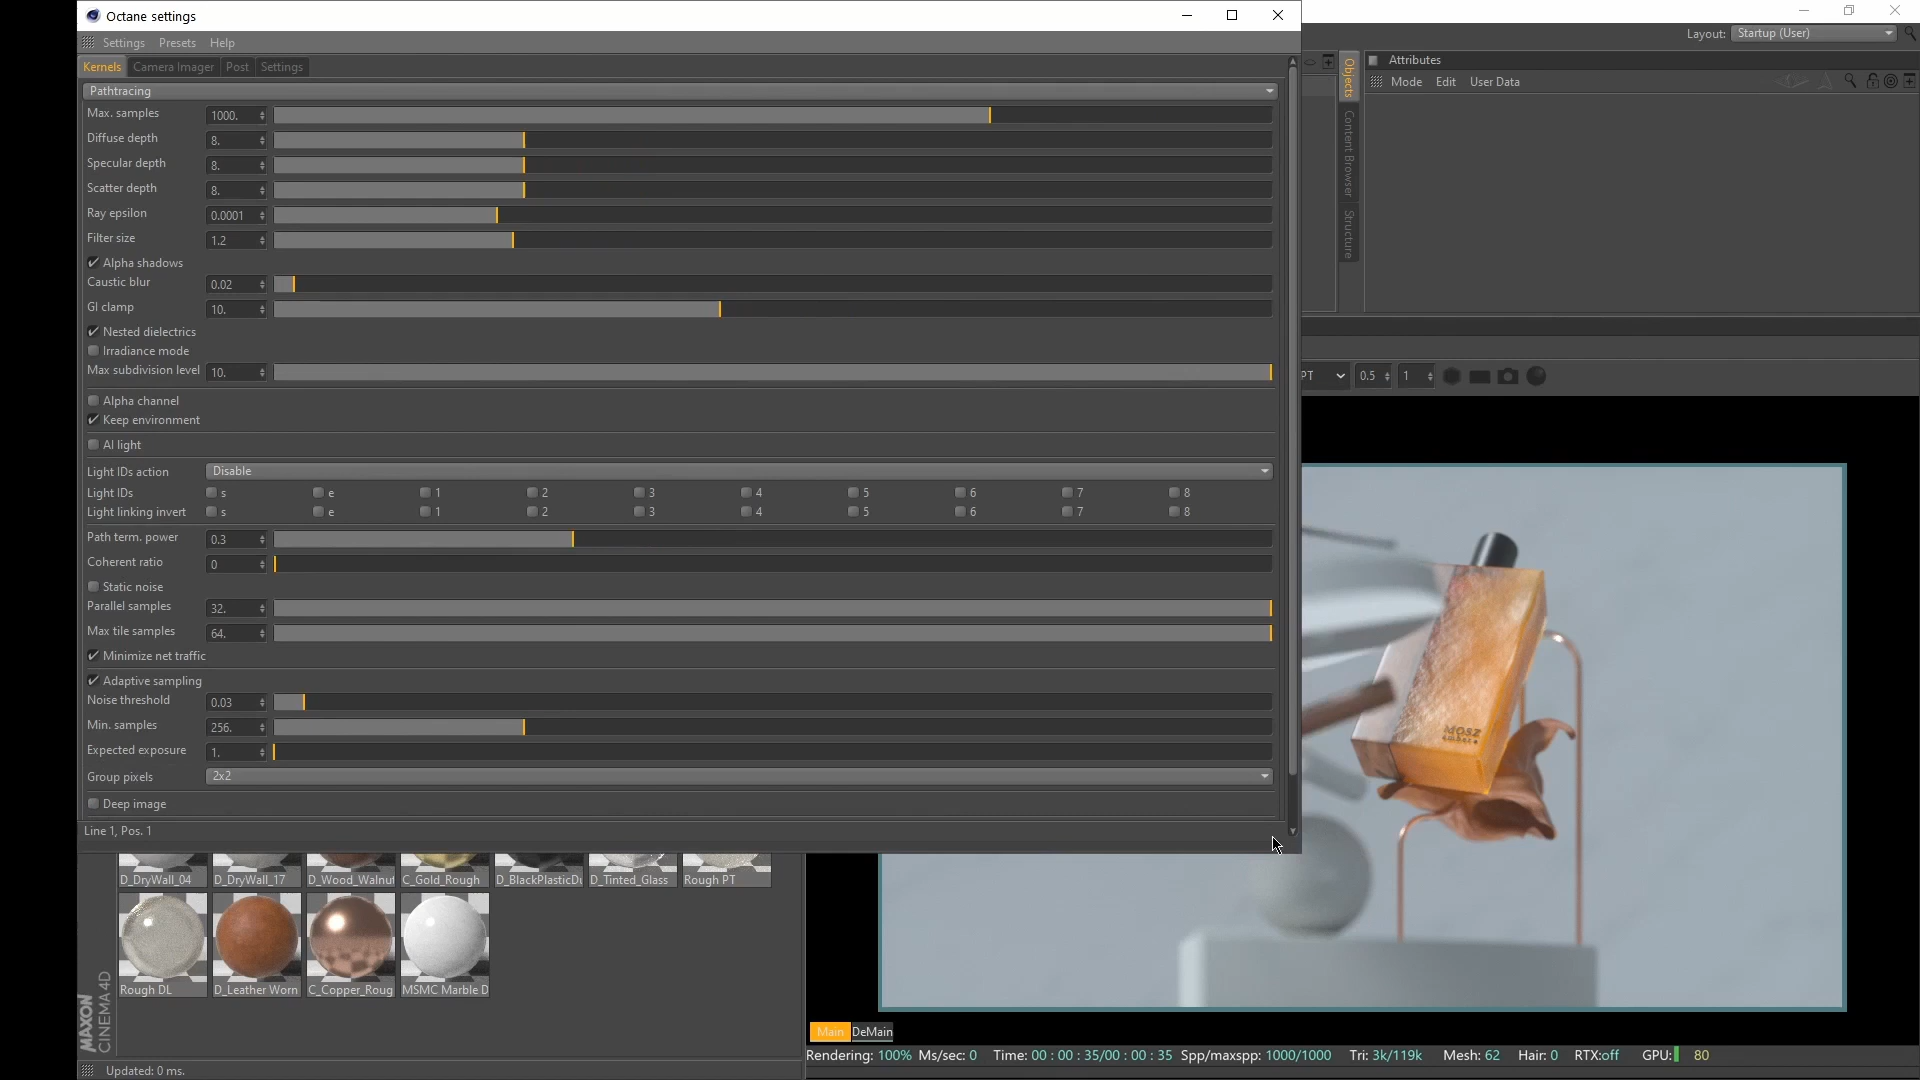 Octane settings
Settings Presets Help
Kernels Camera Imager Post Settings
Pathtracing
Max. samples 1000.
Diffuse depth 8.
Specular depth 8.
Scatter depth 8.
Ray epsilon 0.0001
Filter size 1.2
Alpha shadows
Caustic blur 0.02
GI clamp 10.
Nested dielectrics
Irradiance mode
Max subdivision level 10.
Alpha channel
Keep environment
AI light
Light IDs action Disable
Light IDs s e 1 2 3 4 5 6 7 8
Light linking invert s e 1 2 3 4 5 6 7 8
Path term. power 0.3
Coherent ratio 0
Static noise
Parallel samples 32.
Max tile samples 64.
Minimize net traffic
Adaptive sampling
Noise threshold 0.03
Min. samples 256.
Expected exposure 1.
Group pixels 2x2
Deep image
Line 1, Pos. 1
Layout: Startup (User)
Objects
Content Browser
Structure
Attributes
Mode Edit User Data
PT 0.5 1
MOSZ
D_DryWall_04 D_DryWall_17 D_Wood_Walnut C_Gold_Rough D_BlackPlasticDu D_Tinted_Glass Rough PT
Rough DL D_Leather Worn C_Copper_Roug MSMC Marble D
MAXON
CINEMA 4D
Main DeMain
Rendering: 100% Ms/sec: 0 Time: 00 : 00 : 35/00 : 00 : 35 Spp/maxspp: 1000/1000 Tri: 3k/119k Mesh: 62 Hair: 0 RTX:off GPU: 80
Updated: 0 ms.